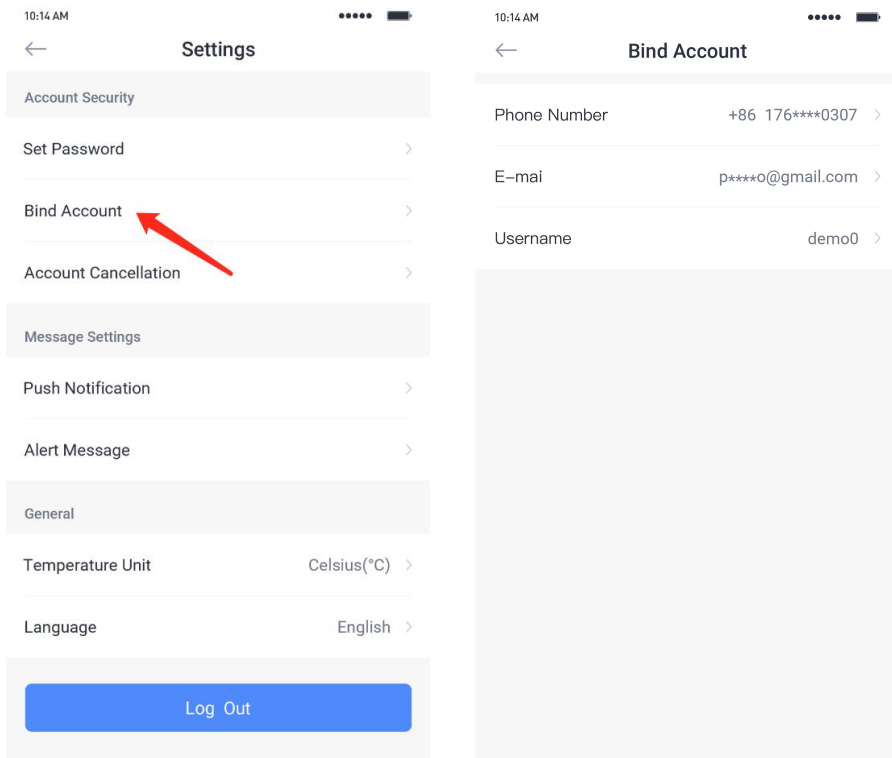 10:14 AM
Settings
Account Security
Set Password
Bind Account
Account Cancellation
Message Settings
Push Notification
Alert Message
General
Temperature Unit Celsius(°C)
Language English
Log Out
10:14 AM
Bind Account
Phone Number +86 176****0307
E-mai p****o@gmail.com
Username demo0